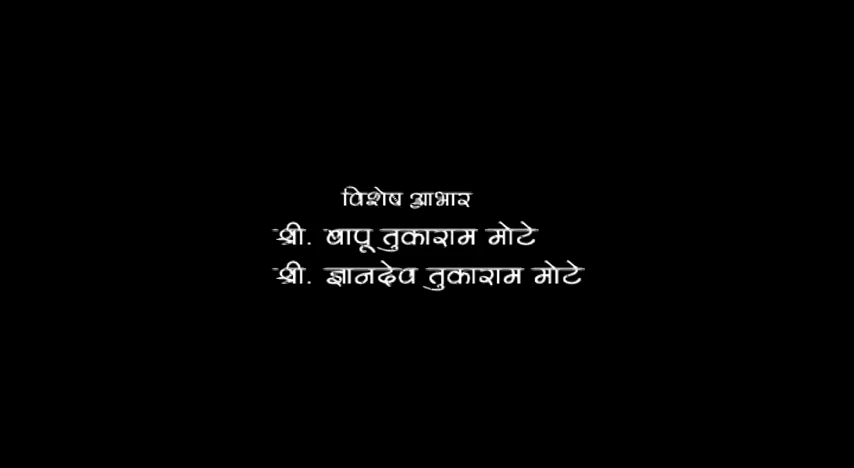 विशेष आभार
श्री. बापू तुकाराम मोटे
श्री. ज्ञानदेव तुकाराम मोटे